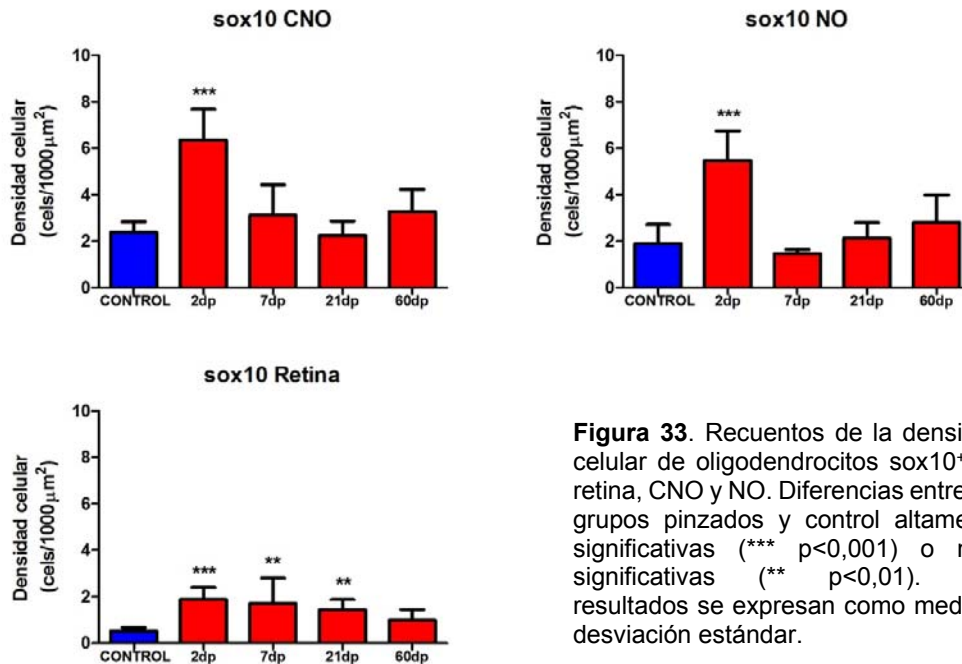 sox10 CNO
10
8
6
4
2
0
Densidad celular
(cels/1000µm²)
***
CONTROL 2dp 7dp 21dp 60dp
sox10 NO
10
8
6
4
2
0
Densidad celular
(cels/1000µm²)
***
CONTROL 2dp 7dp 21dp 60dp
sox10 Retina
10
8
6
4
2
0
Densidad celular
(cels/1000µm²)
*** ** **
CONTROL 2dp 7dp 21dp 60dp
Figura 33. Recuentos de la densi
celular de oligodendrocitos sox10⁺
retina, CNO y NO. Diferencias entre
grupos pinzados y control altame
significativas (*** p<0,001) o
significativas (** p<0,01).
resultados se expresan como med
desviación estándar.